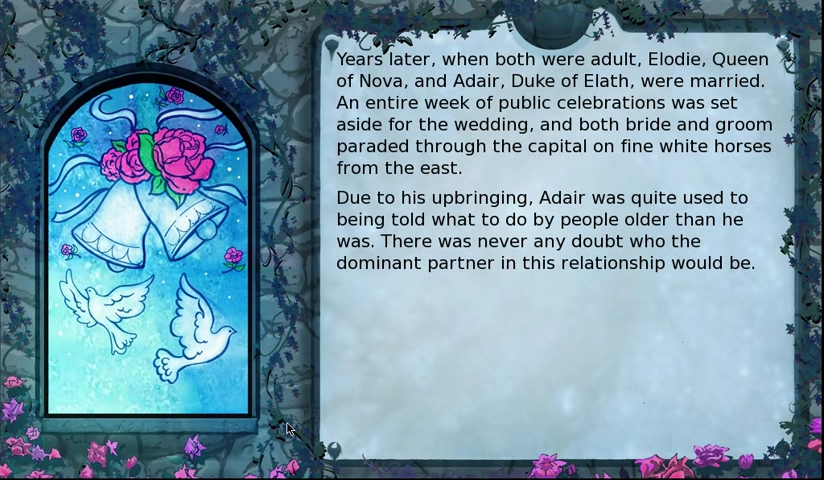 Years later, when both were adult, Elodie, Queen
of Nova, and Adair, Duke of Elath, were married.
An entire week of public celebrations was set
aside for the wedding, and both bride and groom
paraded through the capital on fine white horses
from the east.
Due to his upbringing, Adair was quite used to
being told what to do by people older than he
was. There was never any doubt who the
dominant partner in this relationship would be.